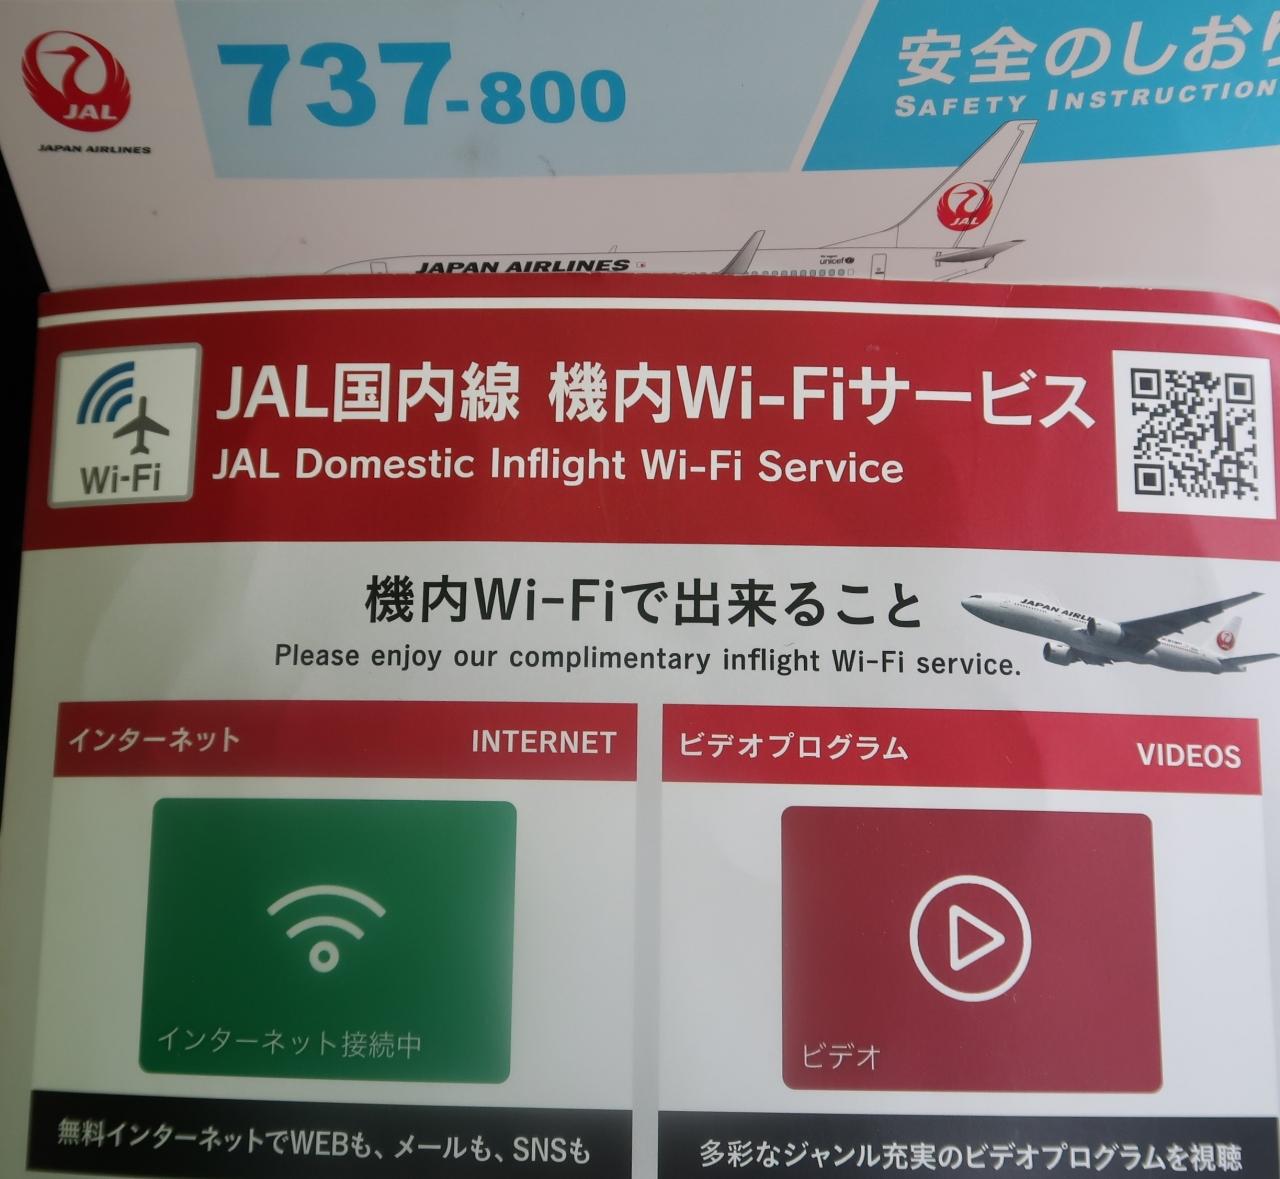 JAL
JAPAN AIRLINES
737-800
安全のしおり
SAFETY INSTRUCTION
JAL
JAPAN AIRLINES
unicef
Wi-Fi
JAL国内線 機内Wi-Fiサービス
JAL Domestic Inflight Wi-Fi Service
機内Wi-Fiで出来ること
Please enjoy our complimentary inflight Wi-Fi service.
JAPAN AIRLI
インターネット INTERNET
ビデオプログラム VIDEOS
インターネット接続中
ビデオ
無料インターネットでWEBも、メールも、SNSも
多彩なジャンル充実のビデオプログラムを視聴